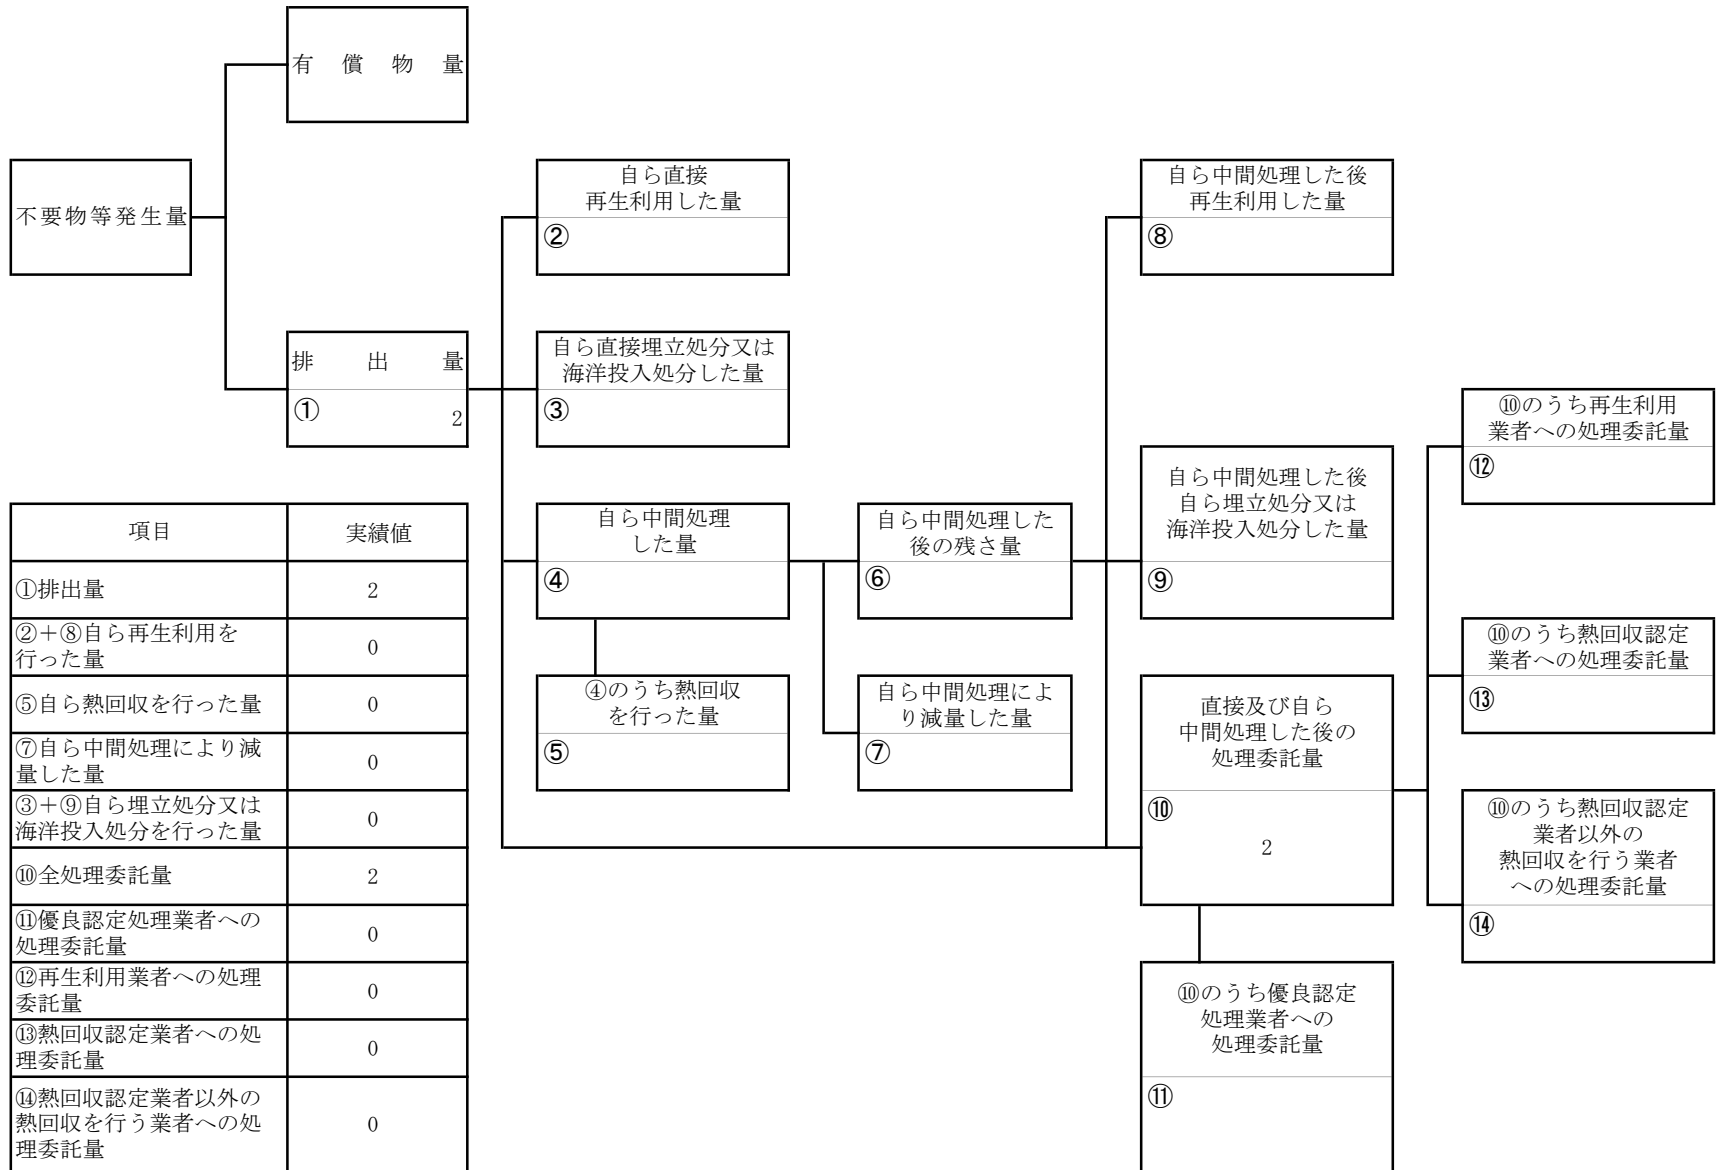 有償物量
不要物等発生量
排出量
①
2
自ら直接
再生利用した量
②
自ら直接埋立処分又は
海洋投入処分した量
③
自ら中間処理
した量
④
④のうち熱回収
を行った量
⑤
自ら中間処理した
後の残さ量
⑥
自ら中間処理によ
り減量した量
⑦
自ら中間処理した後
再生利用した量
⑧
自ら中間処理した後
自ら埋立処分又は
海洋投入処分した量
⑨
直接及び自ら
中間処理した後の
処理委託量
⑩
2
⑩のうち優良認定
処理業者への
処理委託量
⑪
⑩のうち再生利用
業者への処理委託量
⑫
⑩のうち熱回収認定
業者への処理委託量
⑬
⑩のうち熱回収認定
業者以外の
熱回収を行う業者
への処理委託量
⑭
項目 実績値
①排出量 2
②+⑧自ら再生利用を
行った量 0
⑤自ら熱回収を行った量 0
⑦自ら中間処理により減
量した量 0
③+⑨自ら埋立処分又は
海洋投入処分を行った量 0
⑩全処理委託量 2
⑪優良認定処理業者への
処理委託量 0
⑫再生利用業者への処理
委託量 0
⑬熱回収認定業者への処
理委託量 0
⑭熱回収認定業者以外の
熱回収を行う業者への処 0
理委託量